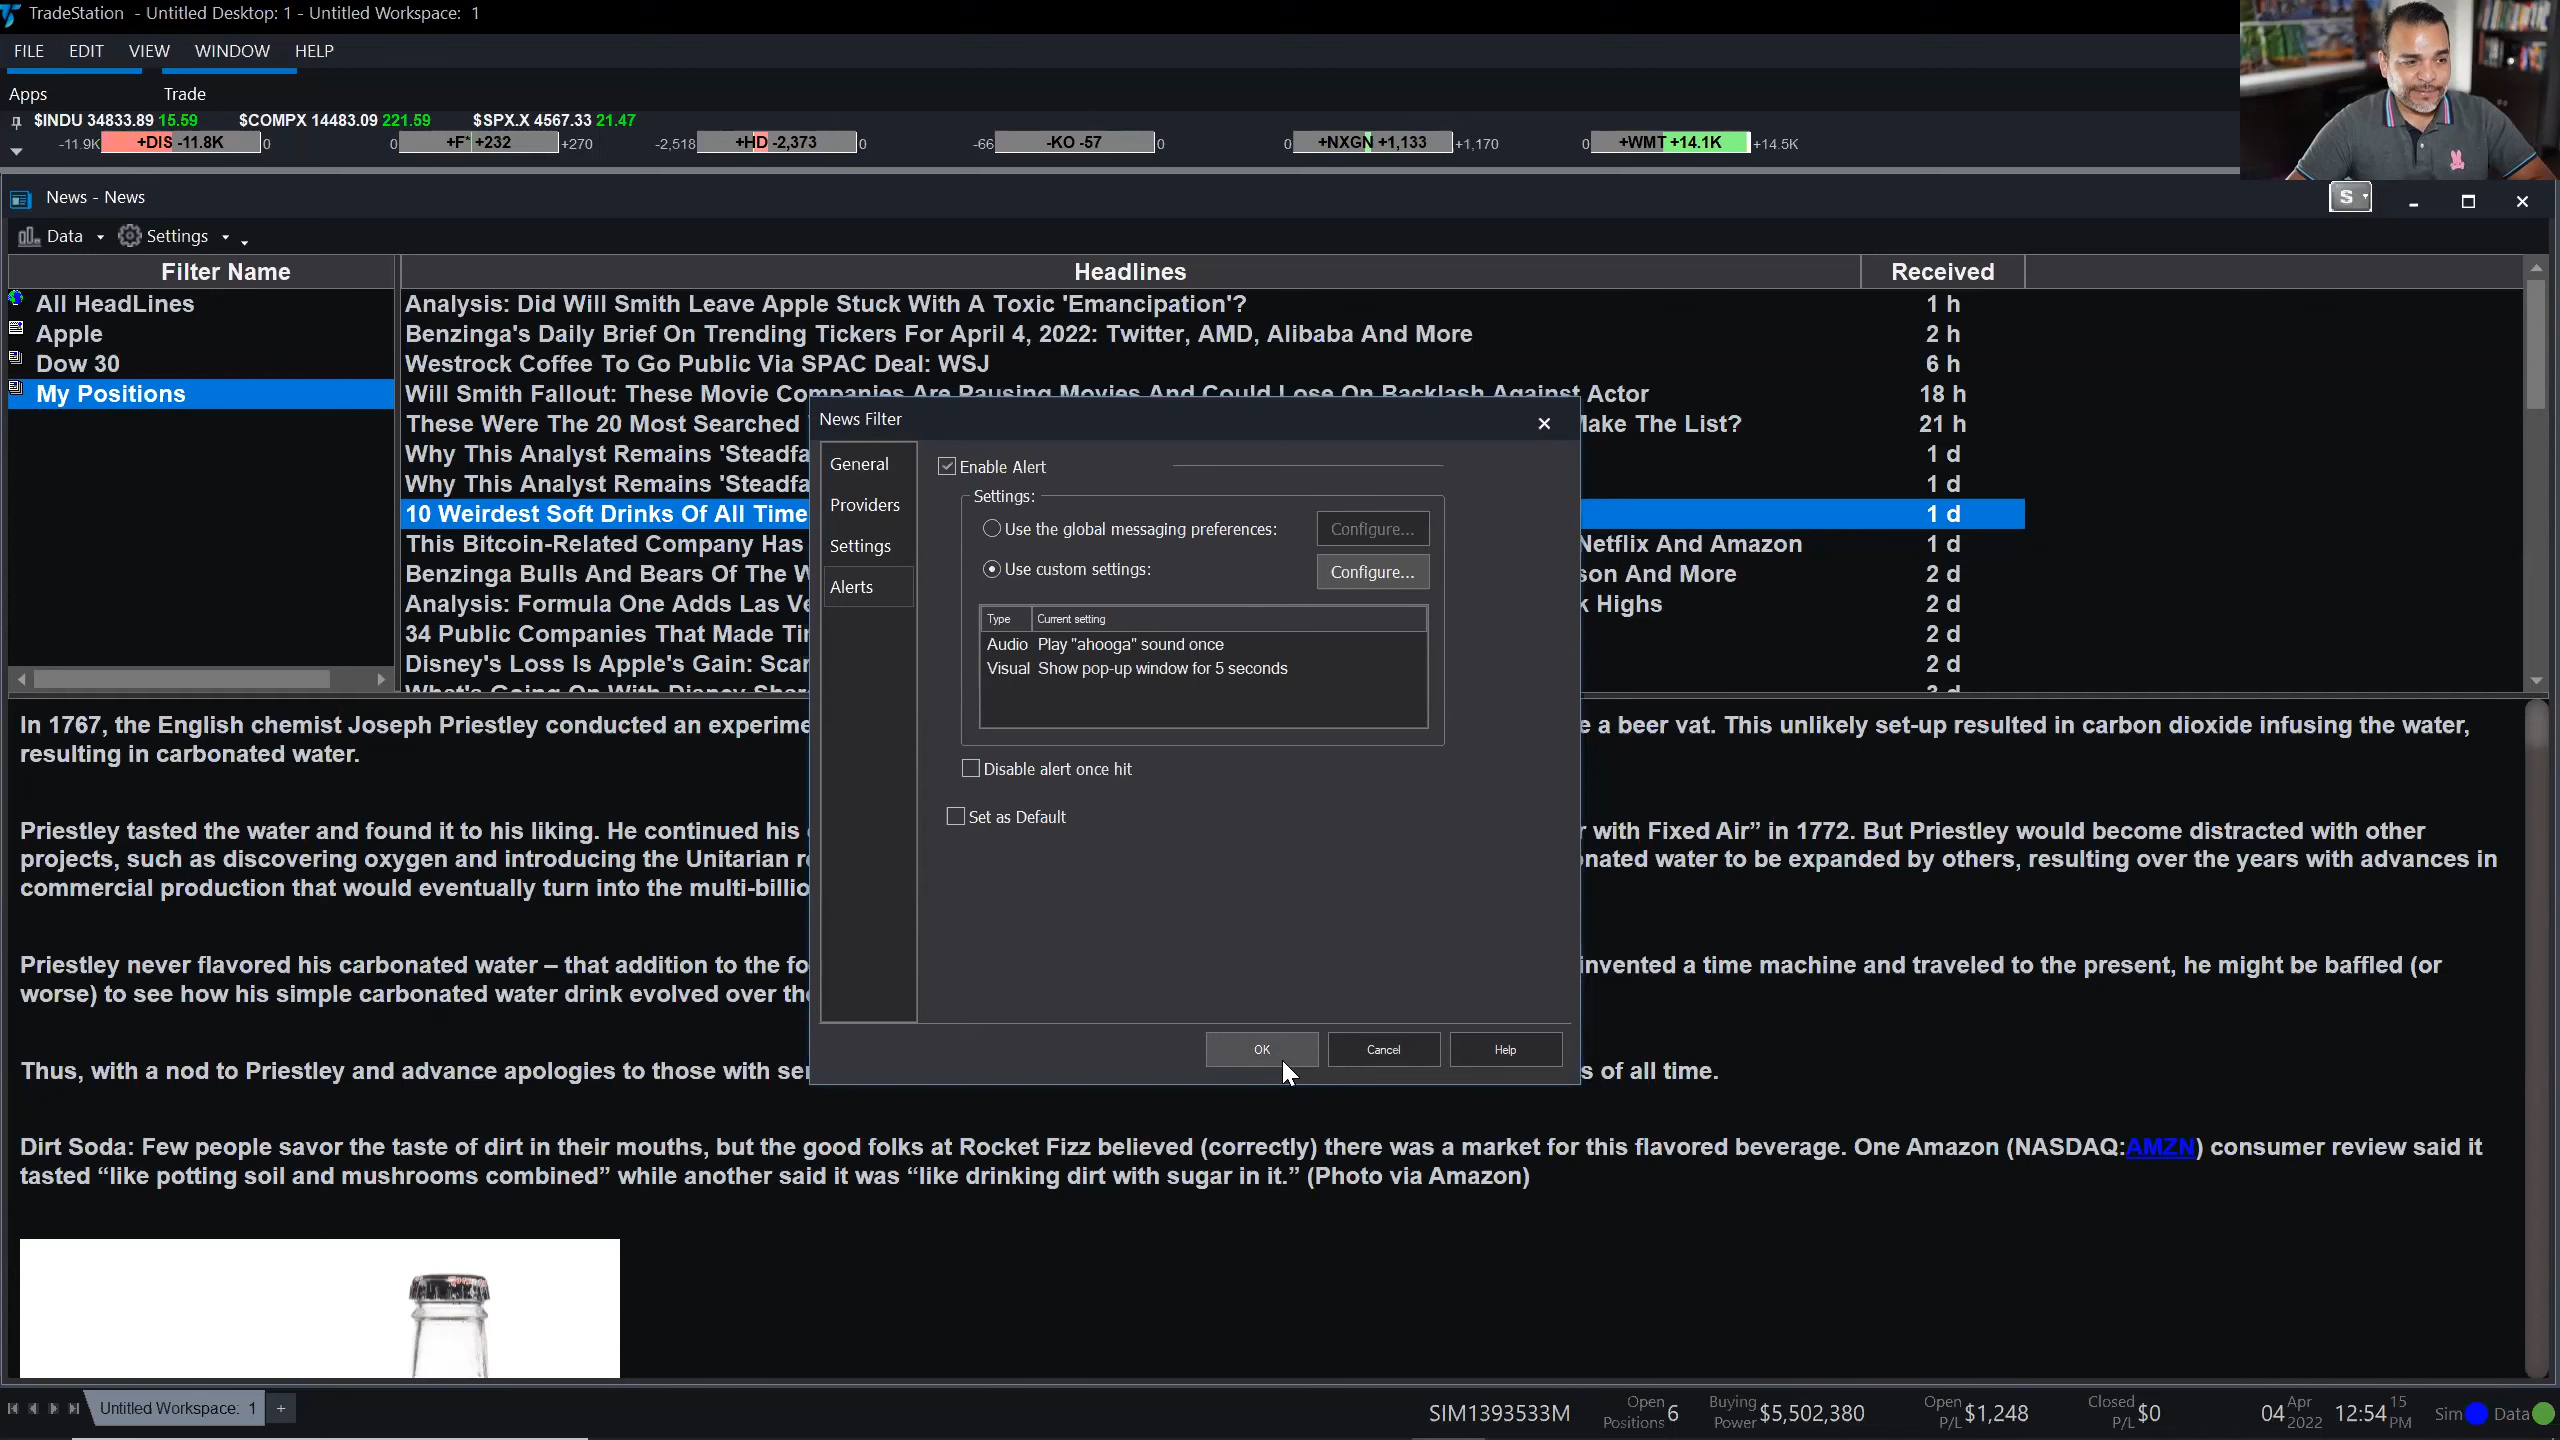 TradeStation - Untitled Desktop: 1 - Untitled Workspace: 1
FILE EDIT VIEW WINDOW HELP
Apps Trade
$INDU 34833.89 15.59 $COMPX 14483.09 221.59 $SPX.X 4567.33 21.47
-11.9K +DIS -11.8K 0 0 +F* +232 +270 -2,518 +HD -2,373 0 -66 -KO -57 0 0 +NXGN +1,133 +1,170 0 +WMT +14.1K +14.5K
News - News
S
Data Settings
Filter Name Headlines Received
All HeadLines Analysis: Did Will Smith Leave Apple Stuck With A Toxic 'Emancipation'? 1 h
Apple Benzinga's Daily Brief On Trending Tickers For April 4, 2022: Twitter, AMD, Alibaba And More 2 h
Dow 30 Westrock Coffee To Go Public Via SPAC Deal: WSJ 6 h
My Positions Will Smith Fallout: These Movie Companies Are Pausing Movies And Could Lose On Backlash Against Actor 18 h
These Were The 20 Most Searched Make The List? 21 h
Why This Analyst Remains 'Steadfa 1 d
Why This Analyst Remains 'Steadfa 1 d
10 Weirdest Soft Drinks Of All Time 1 d
This Bitcoin-Related Company Has Netflix And Amazon 1 d
Benzinga Bulls And Bears Of The W son And More 2 d
Analysis: Formula One Adds Las Ve k Highs 2 d
34 Public Companies That Made Ti 2 d
Disney's Loss Is Apple's Gain: Scar 2 d
What's Going On With Disney Shar 3 d
News Filter
General
Providers
Settings
Alerts
Enable Alert
Settings:
Use the global messaging preferences: Configure...
Use custom settings: Configure...
Type Current setting
Audio Play "ahooga" sound once
Visual Show pop-up window for 5 seconds
Disable alert once hit
Set as Default
OK Cancel Help
In 1767, the English chemist Joseph Priestley conducted an experime e a beer vat. This unlikely set-up resulted in carbon dioxide infusing the water,
resulting in carbonated water.
Priestley tasted the water and found it to his liking. He continued his r with Fixed Air” in 1772. But Priestley would become distracted with other
projects, such as discovering oxygen and introducing the Unitarian r onated water to be expanded by others, resulting over the years with advances in
commercial production that would eventually turn into the multi-billio
Priestley never flavored his carbonated water – that addition to the fo invented a time machine and traveled to the present, he might be baffled (or
worse) to see how his simple carbonated water drink evolved over the
Thus, with a nod to Priestley and advance apologies to those with se s of all time.
Dirt Soda: Few people savor the taste of dirt in their mouths, but the good folks at Rocket Fizz believed (correctly) there was a market for this flavored beverage. One Amazon (NASDAQ:AMZN) consumer review said it
tasted “like potting soil and mushrooms combined” while another said it was “like drinking dirt with sugar in it.” (Photo via Amazon)
Untitled Workspace: 1 + SIM1393533M Open Positions 6 Buying Power $5,502,380 Open P/L $1,248 Closed P/L $0 04 Apr 2022 12:54 15 PM Sim Data